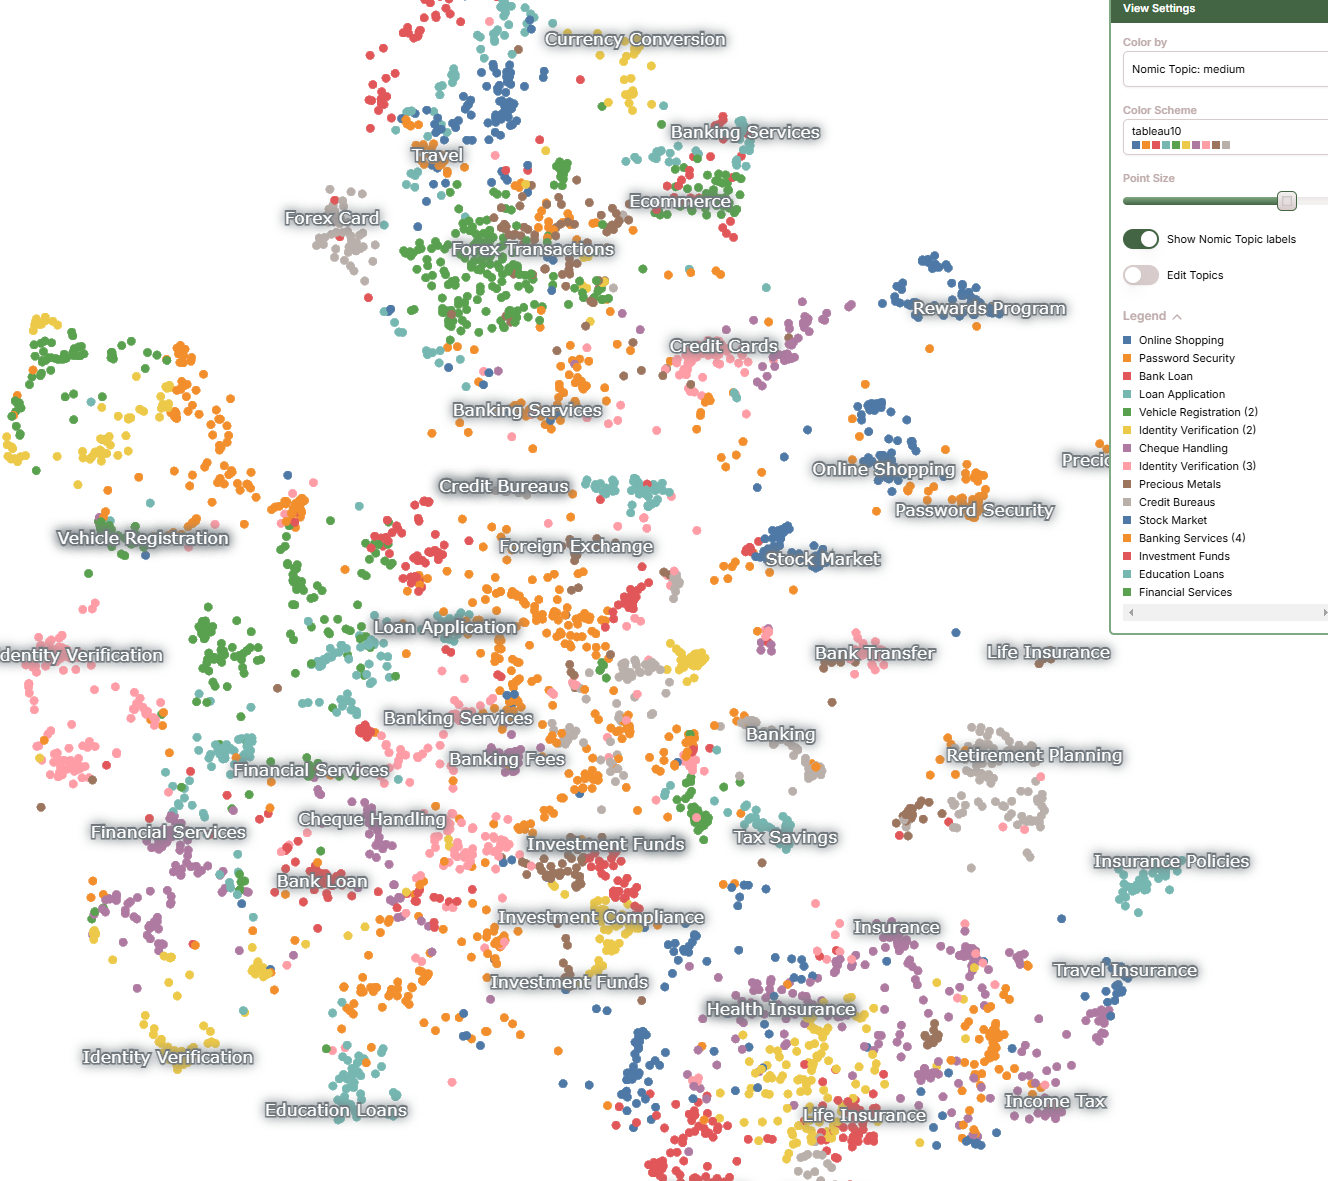 View Settings
Color by
Nomic Topic: medium
Color Scheme
tableau10
Point Size
Show Nomic Topic labels
Edit Topics
Legend
Online Shopping
Password Security
Bank Loan
Loan Application
Vehicle Registration (2)
Identity Verification (2)
Cheque Handling
Identity Verification (3)
Precious Metals
Credit Bureaus
Stock Market
Banking Services (4)
Investment Funds
Education Loans
Financial Services
Currency Conversion
Banking Services
Travel
Ecommerce
Forex Card
Forex Transactions
Rewards Program
Credit Cards
Banking Services
Online Shopping
Precio
Credit Bureaus
Password Security
Vehicle Registration
Foreign Exchange
Stock Market
Loan Application
dentity Verification
Bank Transfer
Life Insurance
Banking Services
Banking
Banking Fees
Retirement Planning
Financial Services
Cheque Handling
Financial Services
Investment Funds
Tax Savings
Insurance Policies
Bank Loan
Investment Compliance
Insurance
Travel Insurance
Investment Funds
Health Insurance
Identity Verification
Education Loans
Life Insurance
Income Tax